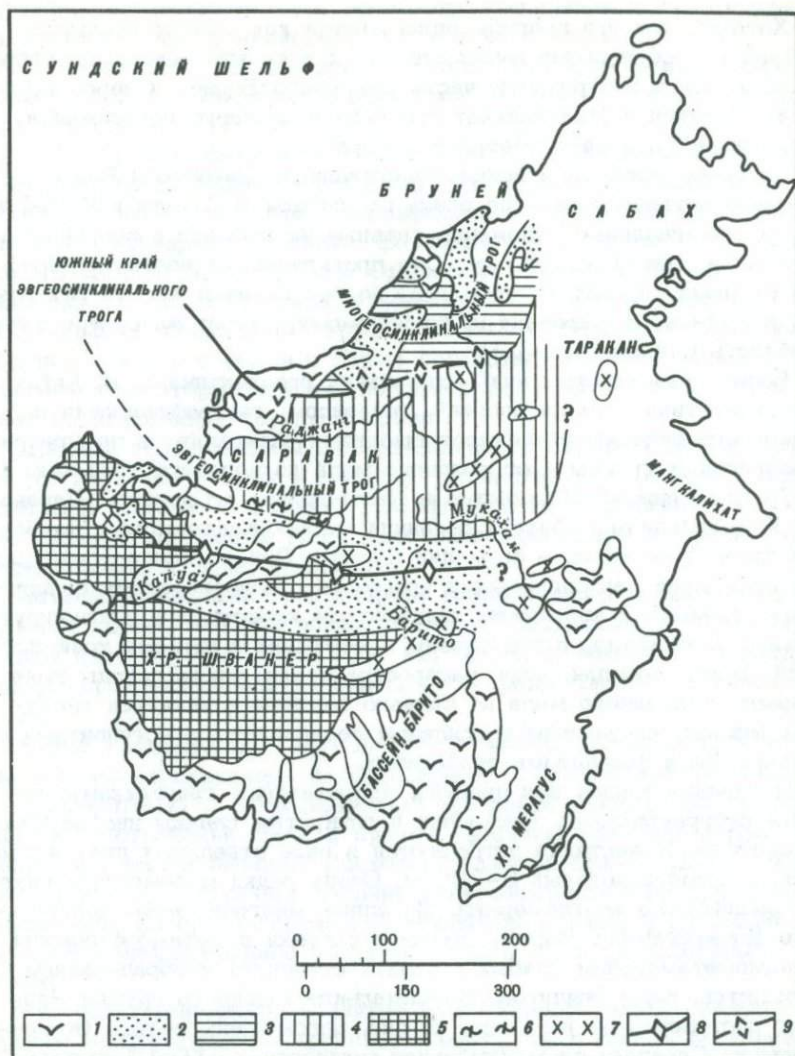 СУНДСКИЙ ШЕЛЬФ
БРУНЕЙ
САБАХ
ЮЖНЫЙ КРАЙ
ЭВГЕОСИНКЛИНАЛЬНОГО
ТРОГА
МИОГЕОСИНКЛИНАЛЬНЫЙ ТРОГ
ТАРАКАН
?
Раджанг
САРАВАК
ЭВГЕОСИНКЛИНАЛЬНЫЙ ТРОГ
МАНГКАЛИХАТ
Мукахам
Капуа
?
Барито
ХР. ШВАНЕР
БАССЕЙН БАРИТО
ХР. МЕРАТУС
0 100 200
0 150 300
1 2 3 4 5 6 7 8 9